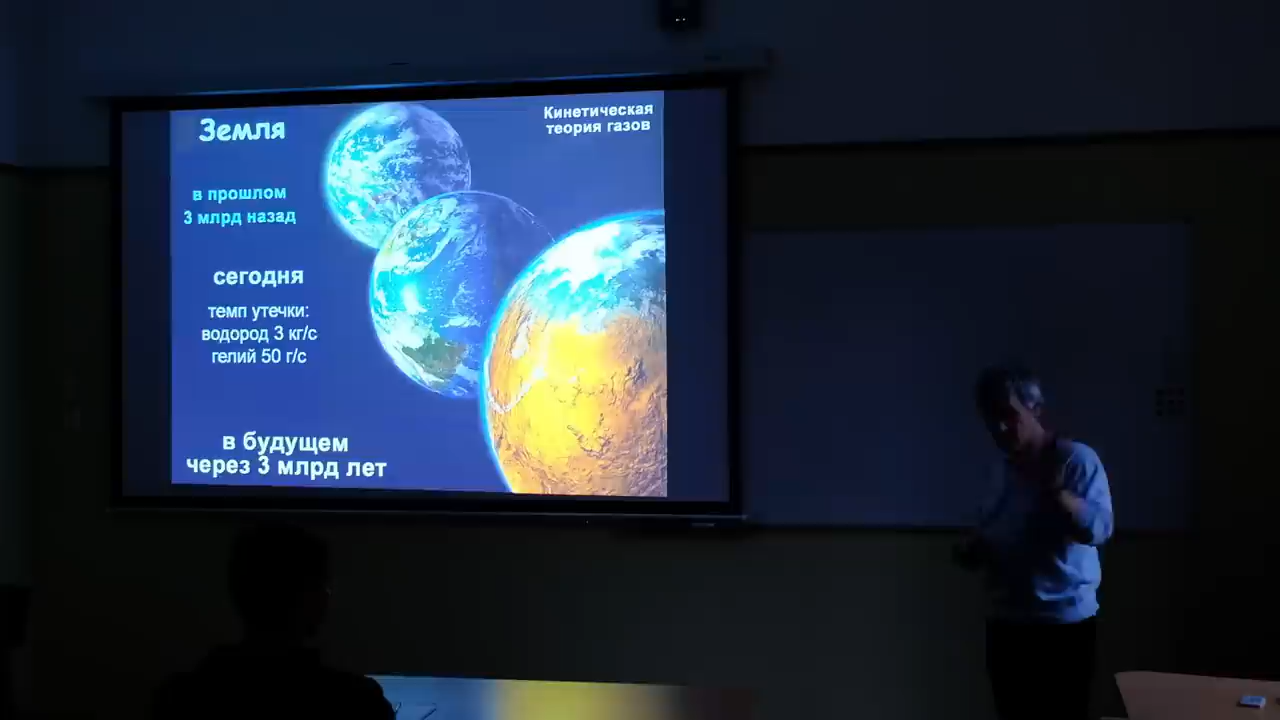 Земля
Кинетическая
теория газов
в прошлом
3 млрд назад
сегодня
темп утечки:
водород 3 кг/с
гелий 50 г/с
в будущем
через 3 млрд лет